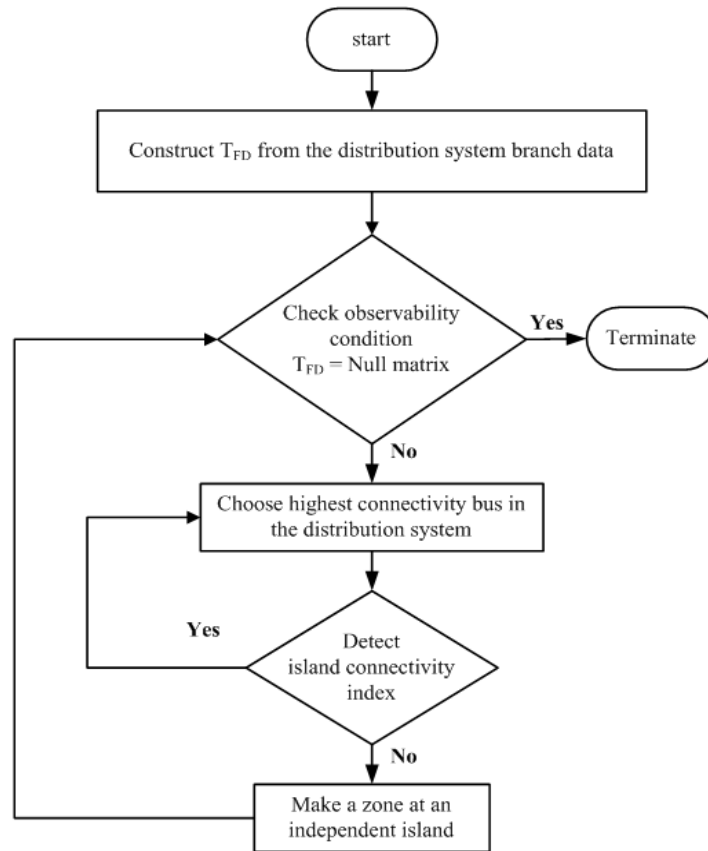 start
Construct T_FD from the distribution system branch data
Check observability
condition
T_FD = Null matrix
Yes
Terminate
No
Choose highest connectivity bus in
the distribution system
Yes
Detect
island connectivity
index
No
Make a zone at an
independent island